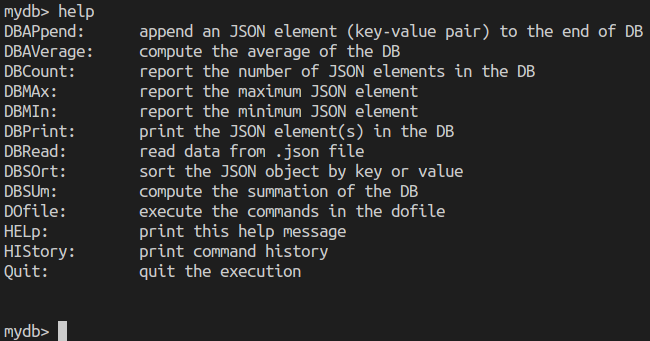 mydb> help
DBAPpend: append an JSON element (key-value pair) to the end of DB
DBAVerage: compute the average of the DB
DBCount: report the number of JSON elements in the DB
DBMAx: report the maximum JSON element
DBMIn: report the minimum JSON element
DBPrint: print the JSON element(s) in the DB
DBRead: read data from .json file
DBSOrt: sort the JSON object by key or value
DBSUm: compute the summation of the DB
DOfile: execute the commands in the dofile
HELp: print this help message
HIStory: print command history
Quit: quit the execution
mydb>